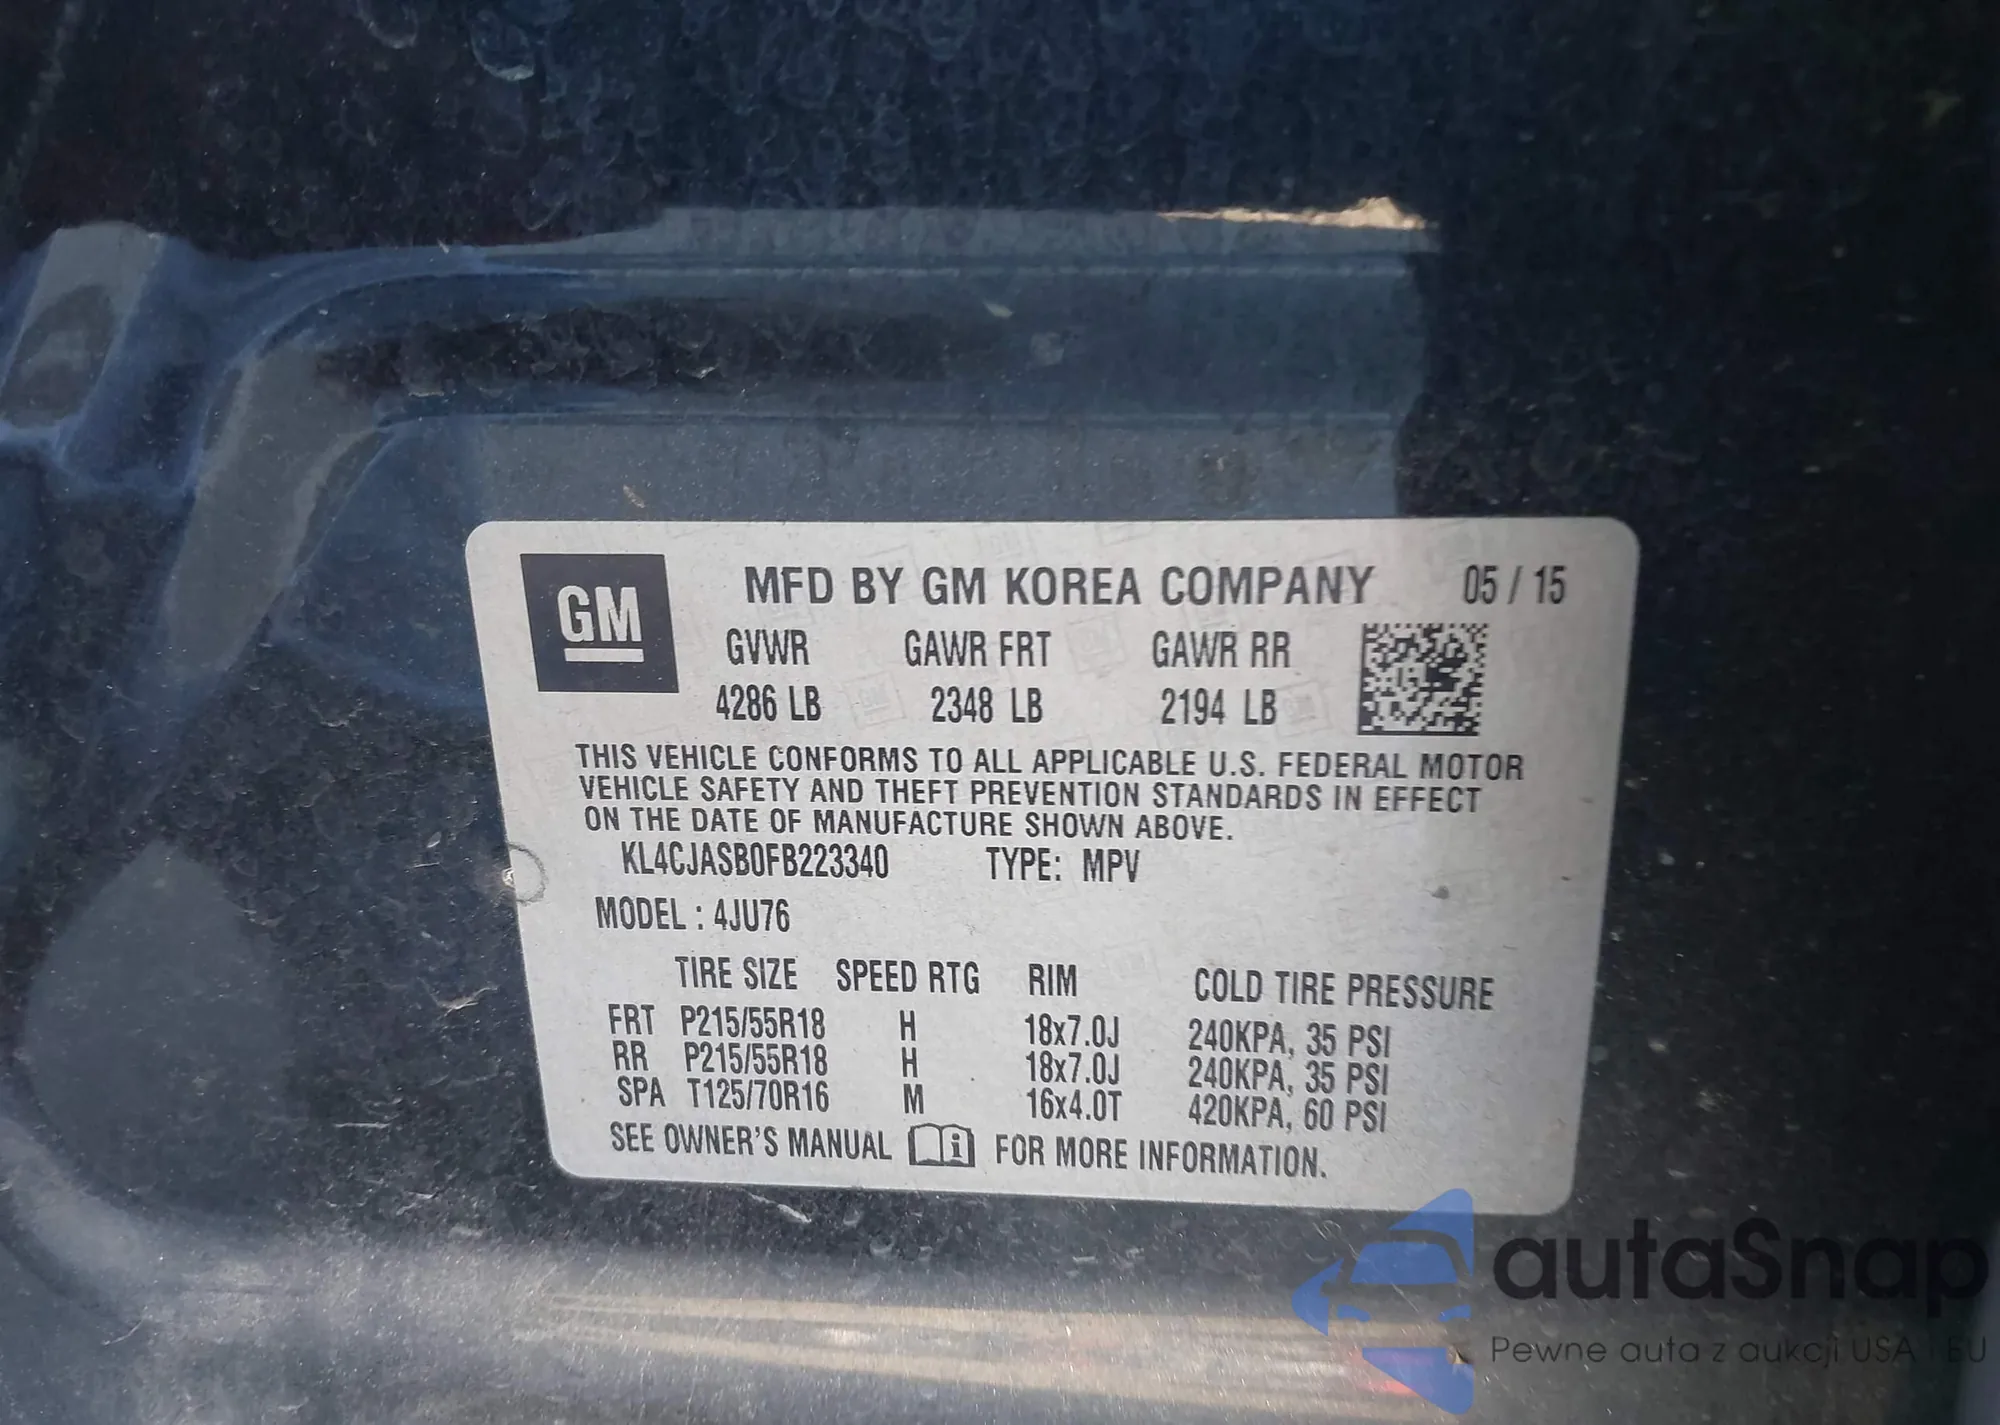 GM
MFD BY GM KOREA COMPANY 05 / 15
GVWR GAWR FRT GAWR RR
4286 LB 2348 LB 2194 LB
THIS VEHICLE CONFORMS TO ALL APPLICABLE U.S. FEDERAL MOTOR
VEHICLE SAFETY AND THEFT PREVENTION STANDARDS IN EFFECT
ON THE DATE OF MANUFACTURE SHOWN ABOVE.
KL4CJASB0FB223340 TYPE: MPV
MODEL : 4JU76
TIRE SIZE SPEED RTG RIM COLD TIRE PRESSURE
FRT P215/55R18 H 18x7.0J 240KPA, 35 PSI
RR P215/55R18 H 18x7.0J 240KPA, 35 PSI
SPA T125/70R16 M 16x4.0T 420KPA, 60 PSI
SEE OWNER'S MANUAL i FOR MORE INFORMATION.
autaSnap
Pewne auta z aukcji USA i EU